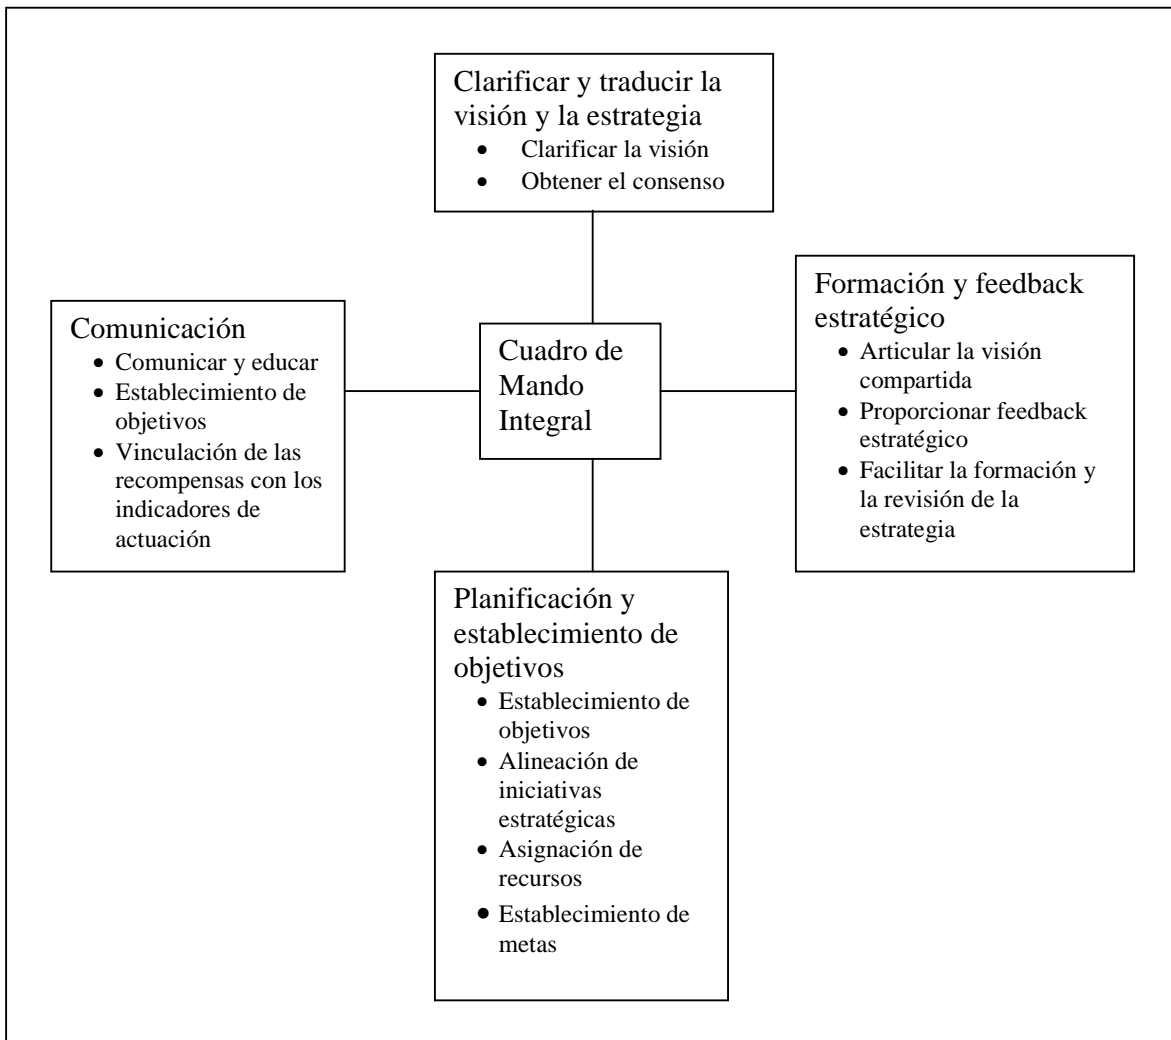 Clarificar y traducir la
visión y la estrategia
• Clarificar la visión
• Obtener el consenso
Comunicación
• Comunicar y educar
• Establecimiento de
objetivos
• Vinculación de las
recompensas con los
indicadores de
actuación
Cuadro de
Mando
Integral
Formación y feedback
estratégico
• Articular la visión
compartida
• Proporcionar feedback
estratégico
• Facilitar la formación y
la revisión de la
estrategia
Planificación y
establecimiento de
objetivos
• Establecimiento de
objetivos
• Alineación de
iniciativas
estratégicas
• Asignación de
recursos
• Establecimiento de
metas